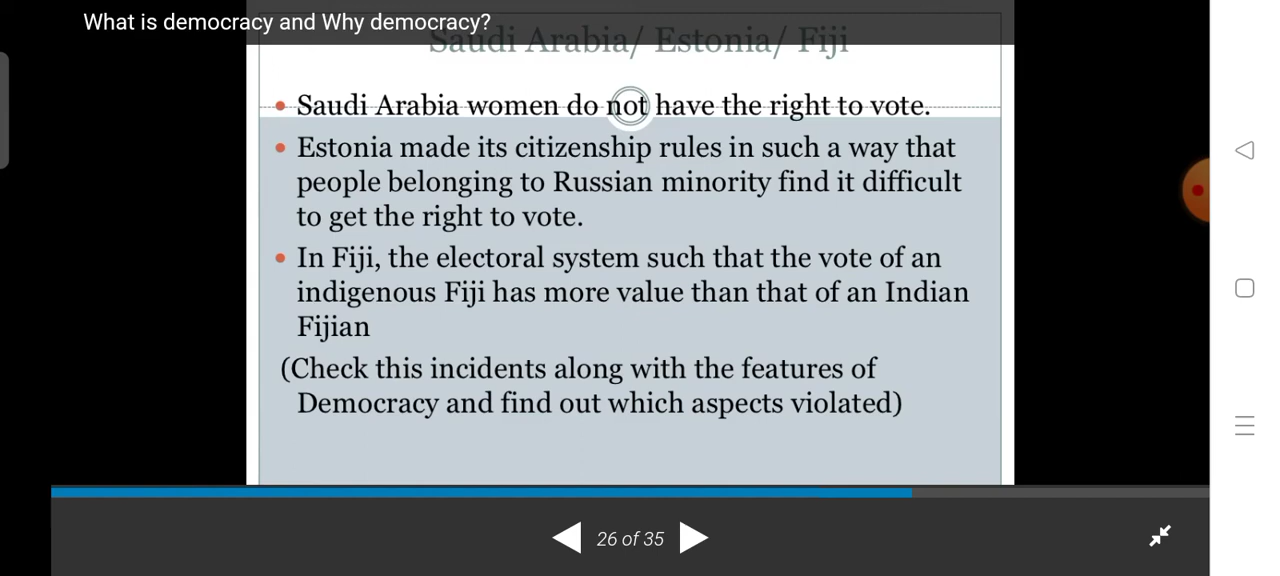 What is democracy and Why democracy?
Saudi Arabia/ Estonia/ Fiji
• Saudi Arabia women do not have the right to vote.
• Estonia made its citizenship rules in such a way that
people belonging to Russian minority find it difficult
to get the right to vote.
• In Fiji, the electoral system such that the vote of an
indigenous Fiji has more value than that of an Indian
Fijian
(Check this incidents along with the features of
Democracy and find out which aspects violated)
26 of 35